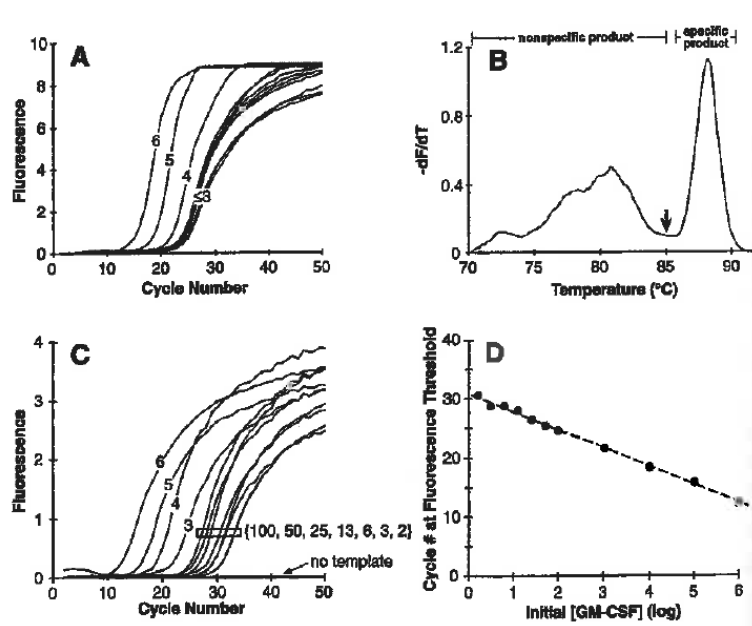 A
10
8
6
4
2
0
Fluorescence
6
5
4
≤3
0 10 20 30 40 50
Cycle Number
B
nonspecific product
specific
product
1.2
0.8
0.4
0
-dF/dT
70 75 80 85 90
Temperature (°C)
C
4
3
2
1
0
Fluorescence
6
5
4
3
{100, 50, 25, 13, 6, 3, 2}
no template
0 10 20 30 40 50
Cycle Number
D
40
30
20
10
0
Cycle # at Fluorescence Threshold
0 1 2 3 4 5 6
Initial [GM-CSF] (log)